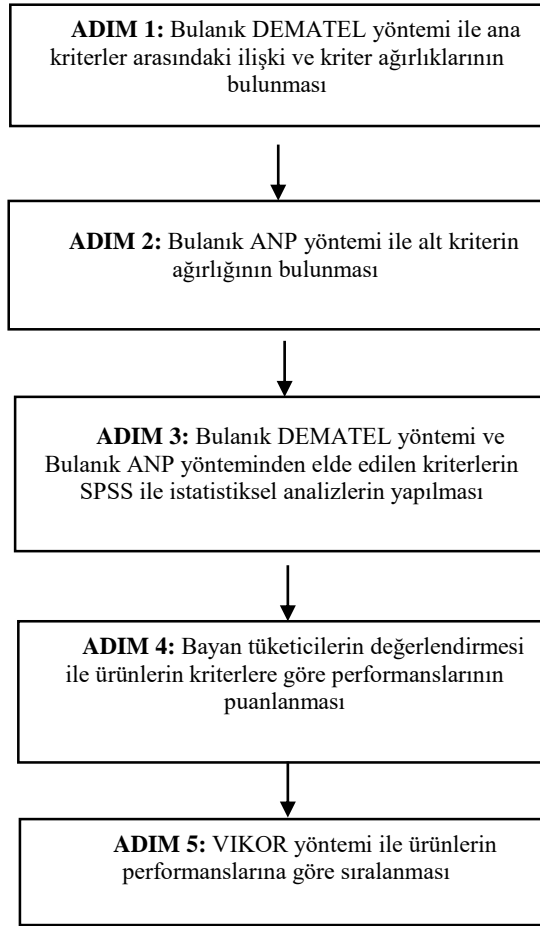 ADIM 1: Bulanık DEMATEL yöntemi ile ana
kriterler arasındaki ilişki ve kriter ağırlıklarının
bulunması
ADIM 2: Bulanık ANP yöntemi ile alt kriterin
ağırlığının bulunması
ADIM 3: Bulanık DEMATEL yöntemi ve
Bulanık ANP yönteminden elde edilen kriterlerin
SPSS ile istatistiksel analizlerin yapılması
ADIM 4: Bayan tüketicilerin değerlendirmesi
ile ürünlerin kriterlere göre performanslarının
puanlanması
ADIM 5: VIKOR yöntemi ile ürünlerin
performanslarına göre sıralanması